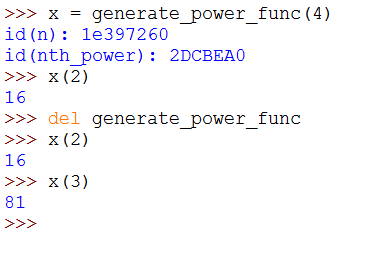 >>> x = generate_power_func(4)
id(n): 1e397260
id(nth_power): 2DCBEA0
>>> x(2)
16
>>> del generate_power_func
>>> x(2)
16
>>> x(3)
81
>>>